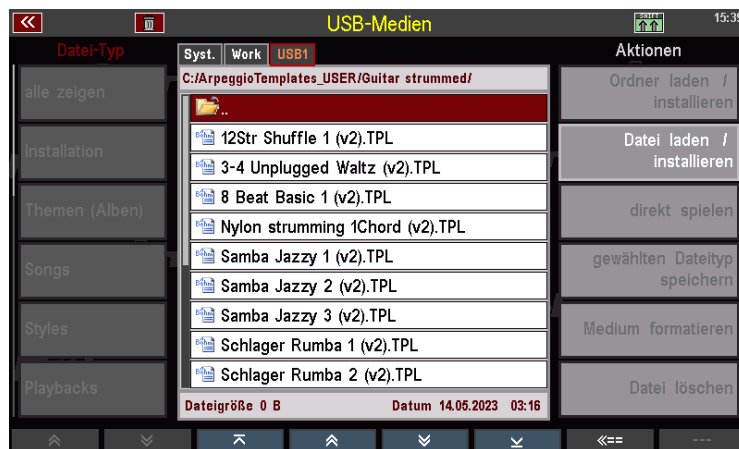 USB-Medien
SHIFT
15:39
Datei-Typ
Syst. Work USB1
Aktionen
C:/ArpeggioTemplates_USER/Guitar strummed/
alle zeigen
Installation
Themen (Alben)
Songs
Styles
Playbacks
..
12Str Shuffle 1 (v2).TPL
3-4 Unplugged Waltz (v2).TPL
8 Beat Basic 1 (v2).TPL
Nylon strumming 1Chord (v2).TPL
Samba Jazzy 1 (v2).TPL
Samba Jazzy 2 (v2).TPL
Samba Jazzy 3 (v2).TPL
Schlager Rumba 1 (v2).TPL
Schlager Rumba 2 (v2).TPL
Dateigröße 0 B Datum 14.05.2023 03:16
Ordner laden /
installieren
Datei laden /
installieren
direkt spielen
gewählten Dateityp
speichern
Medium formatieren
Datei löschen
«==
---